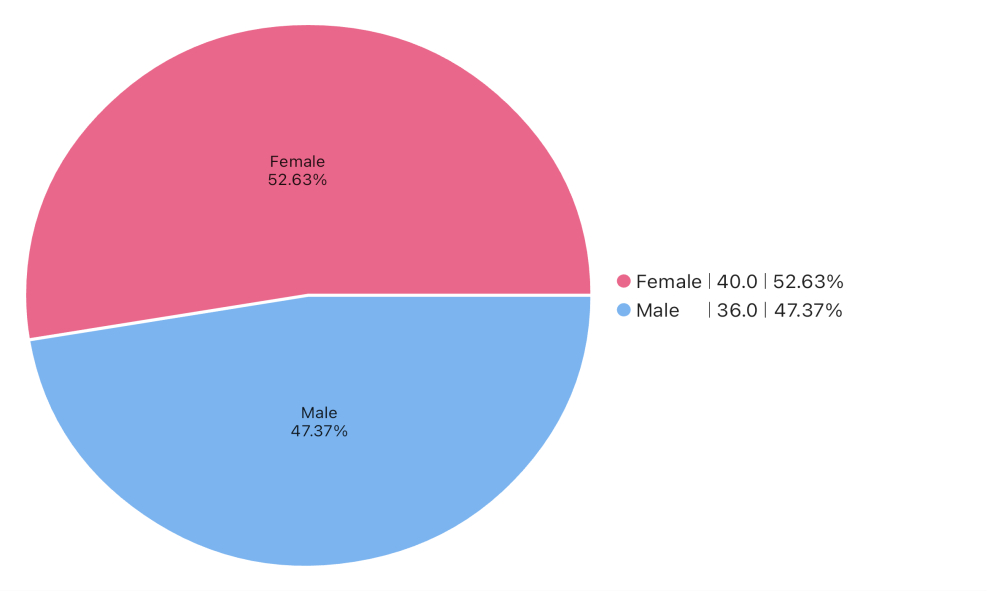 Female
52.63%
Female | 40.0 | 52.63%
Male | 36.0 | 47.37%
Male
47.37%